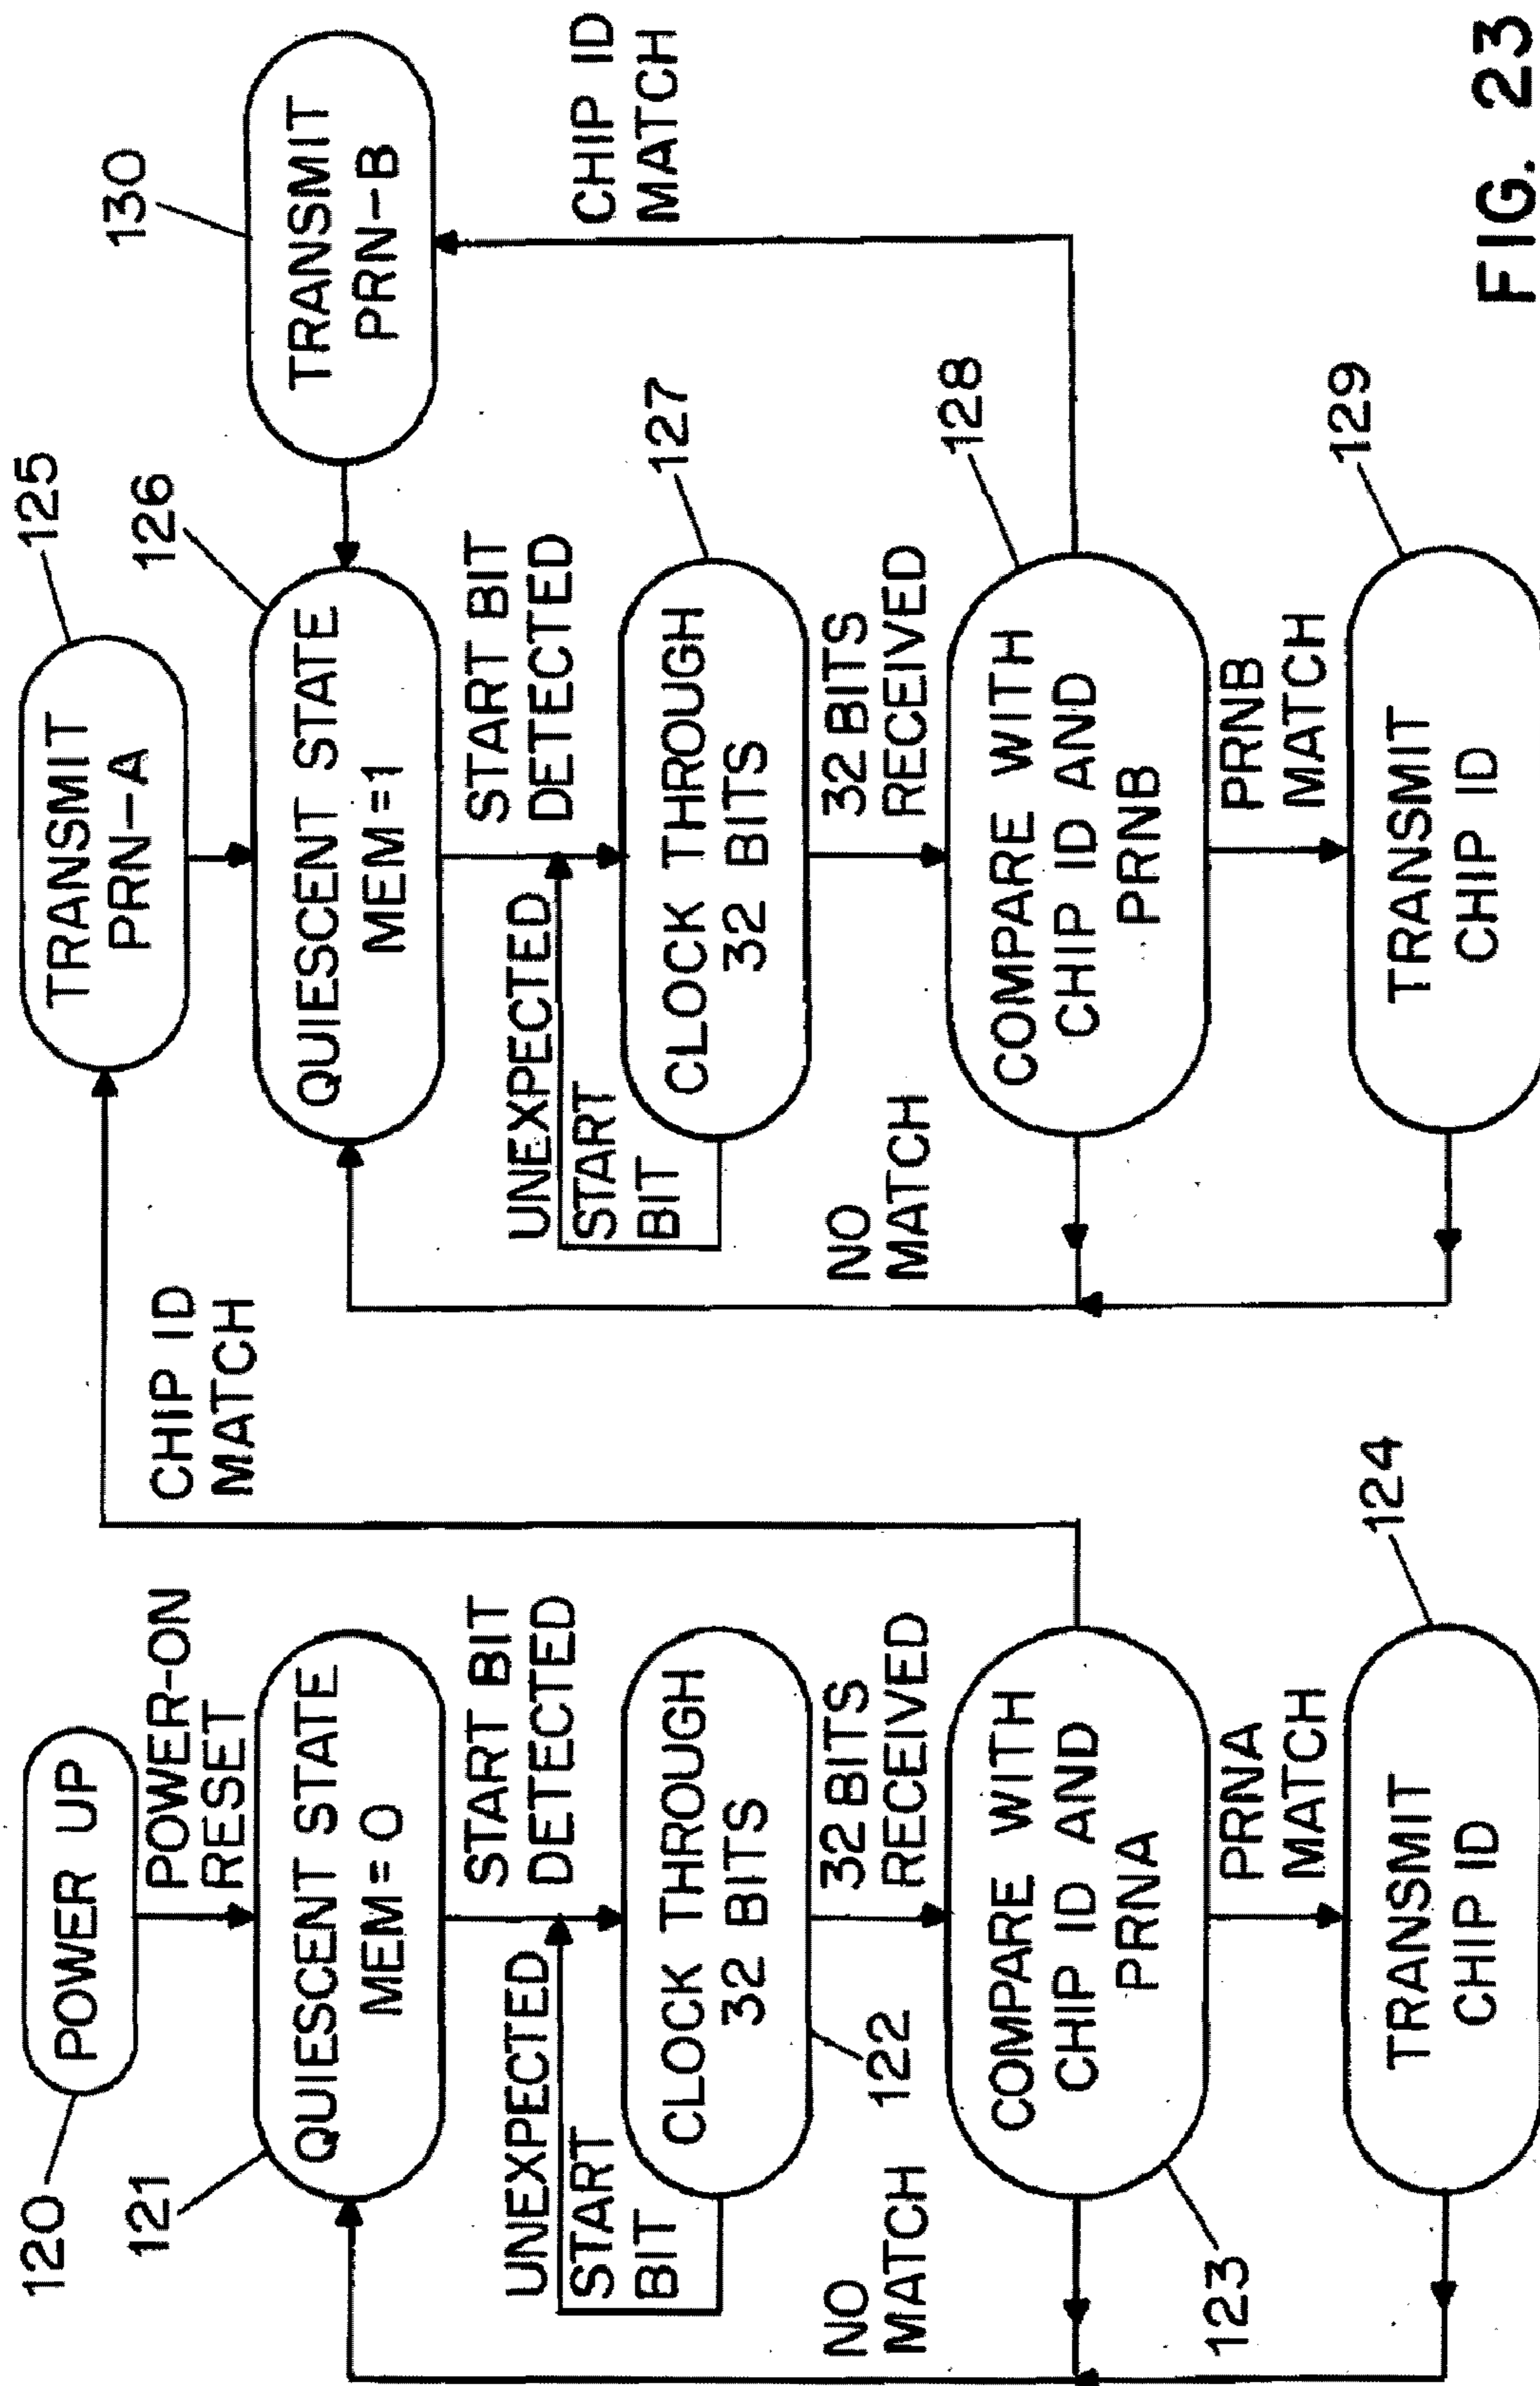 120
POWER UP
POWER-ON
RESET
121
QUIESCENT STATE
MEM = 0
START BIT
DETECTED
UNEXPECTED
START
BIT
CLOCK THROUGH
32 BITS
122
32 BITS
RECEIVED
NO
MATCH
COMPARE WITH
CHIP ID AND
PRNA
123
PRNA
MATCH
TRANSMIT
CHIP ID
124
CHIP ID
MATCH
TRANSMIT
PRN-A
125
QUIESCENT STATE
MEM = 1
126
START BIT
DETECTED
UNEXPECTED
START
BIT
CLOCK THROUGH
32 BITS
127
32 BITS
RECEIVED
NO
MATCH
COMPARE WITH
CHIP ID AND
PRNB
128
PRNB
MATCH
TRANSMIT
CHIP ID
129
130
TRANSMIT
PRN-B
CHIP ID
MATCH
FIG. 23